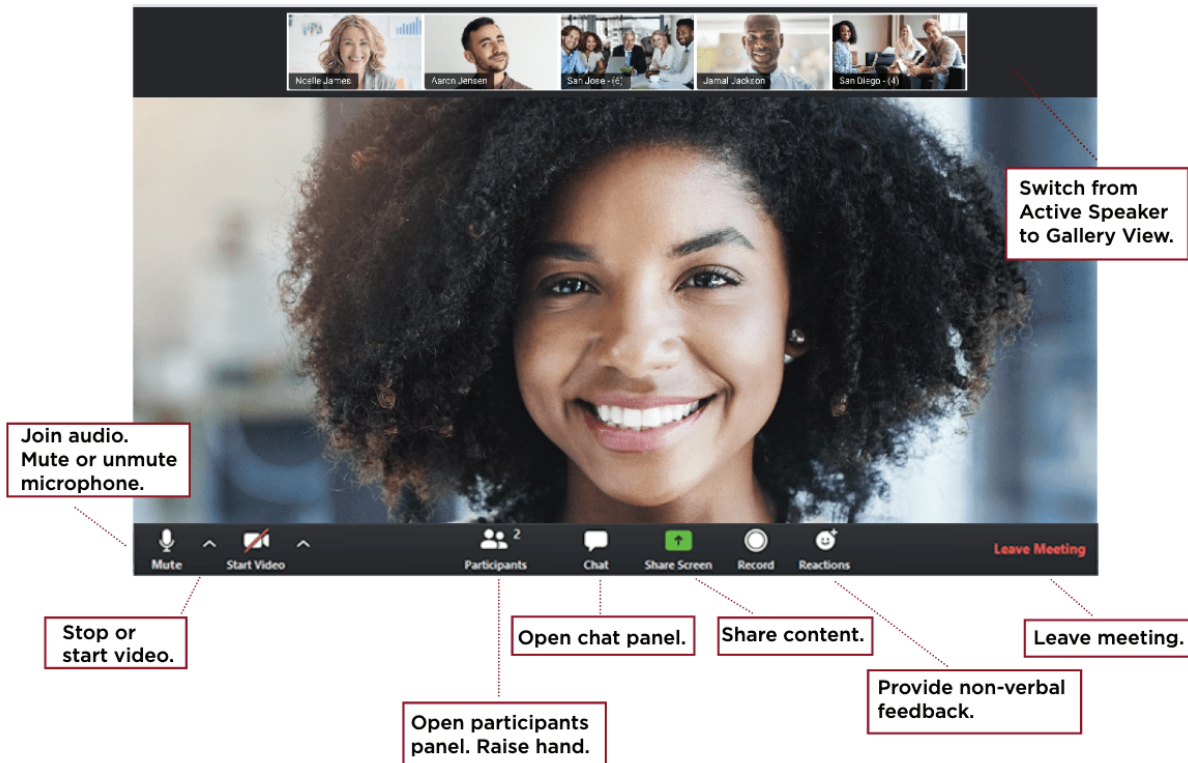 Noelle James
Aaron Jensen
San Jose - (6)
Jamal Jackson
San Diego - (4)
Switch from
Active Speaker
to Gallery View.
Join audio.
Mute or unmute
microphone.
2
Mute
Start Video
Participants
Chat
Share Screen
Record
Reactions
Leave Meeting
Stop or
start video.
Open chat panel.
Share content.
Leave meeting.
Provide non-verbal
feedback.
Open participants
panel. Raise hand.